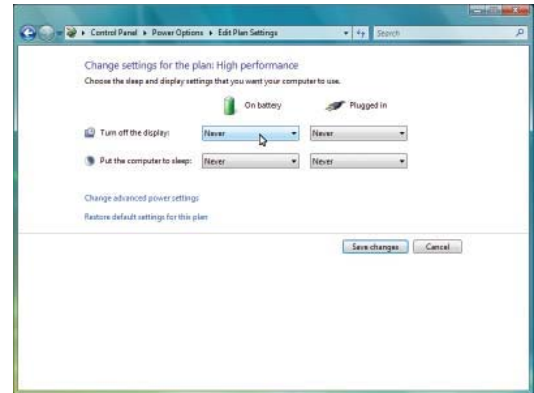 Control Panel ▸ Power Options ▸ Edit Plan Settings Search
Change settings for the plan: High performance
Choose the sleep and display settings that you want your computer to use.
On battery Plugged in
Turn off the display: Never Never
Put the computer to sleep: Never Never
Change advanced power settings
Restore default settings for this plan
Save changes Cancel